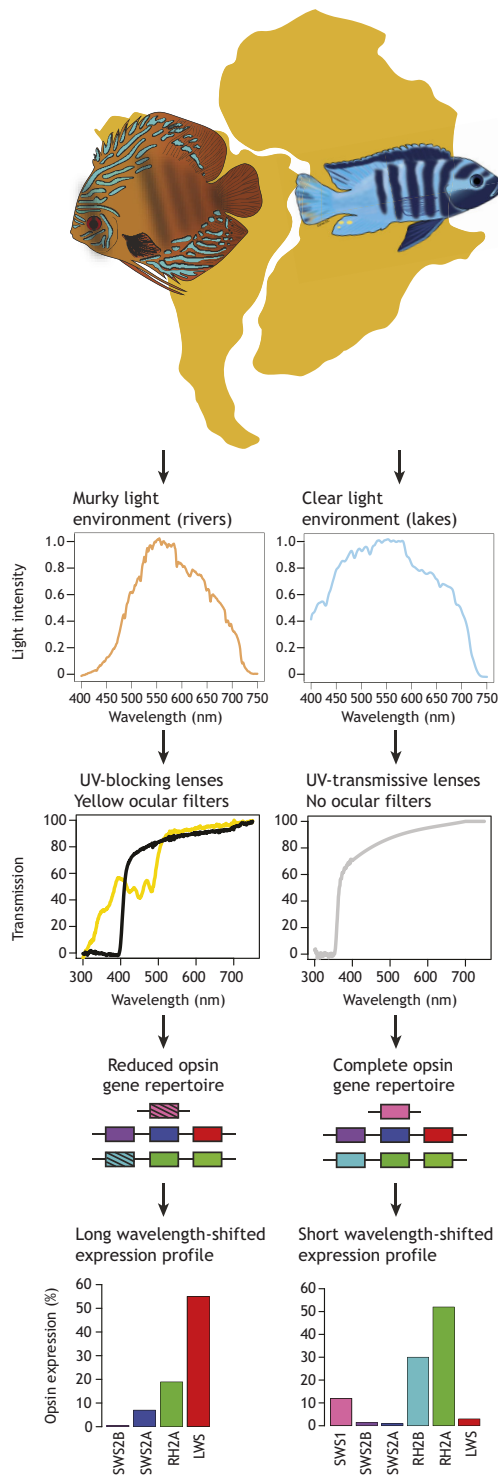 Murky light
environment (rivers)
Clear light
environment (lakes)
Light intensity
1.0
0.8
0.6
0.4
0.2
0
400 450 500 550 600 650 700 750
Wavelength (nm)
1.0
0.8
0.6
0.4
0.2
0
400 450 500 550 600 650 700 750
Wavelength (nm)
UV-blocking lenses
Yellow ocular filters
UV-transmissive lenses
No ocular filters
Transmission
100
80
60
40
20
0
300 400 500 600 700
Wavelength (nm)
100
80
60
40
20
0
300 400 500 600 700
Wavelength (nm)
Reduced opsin
gene repertoire
Complete opsin
gene repertoire
Long wavelength-shifted
expression profile
Short wavelength-shifted
expression profile
Opsin expression (%)
60
50
40
30
20
10
0
SWS2B
SWS2A
RH2A
LWS
60
50
40
30
20
10
0
SWS1
SWS2B
SWS2A
RH2B
RH2A
LWS